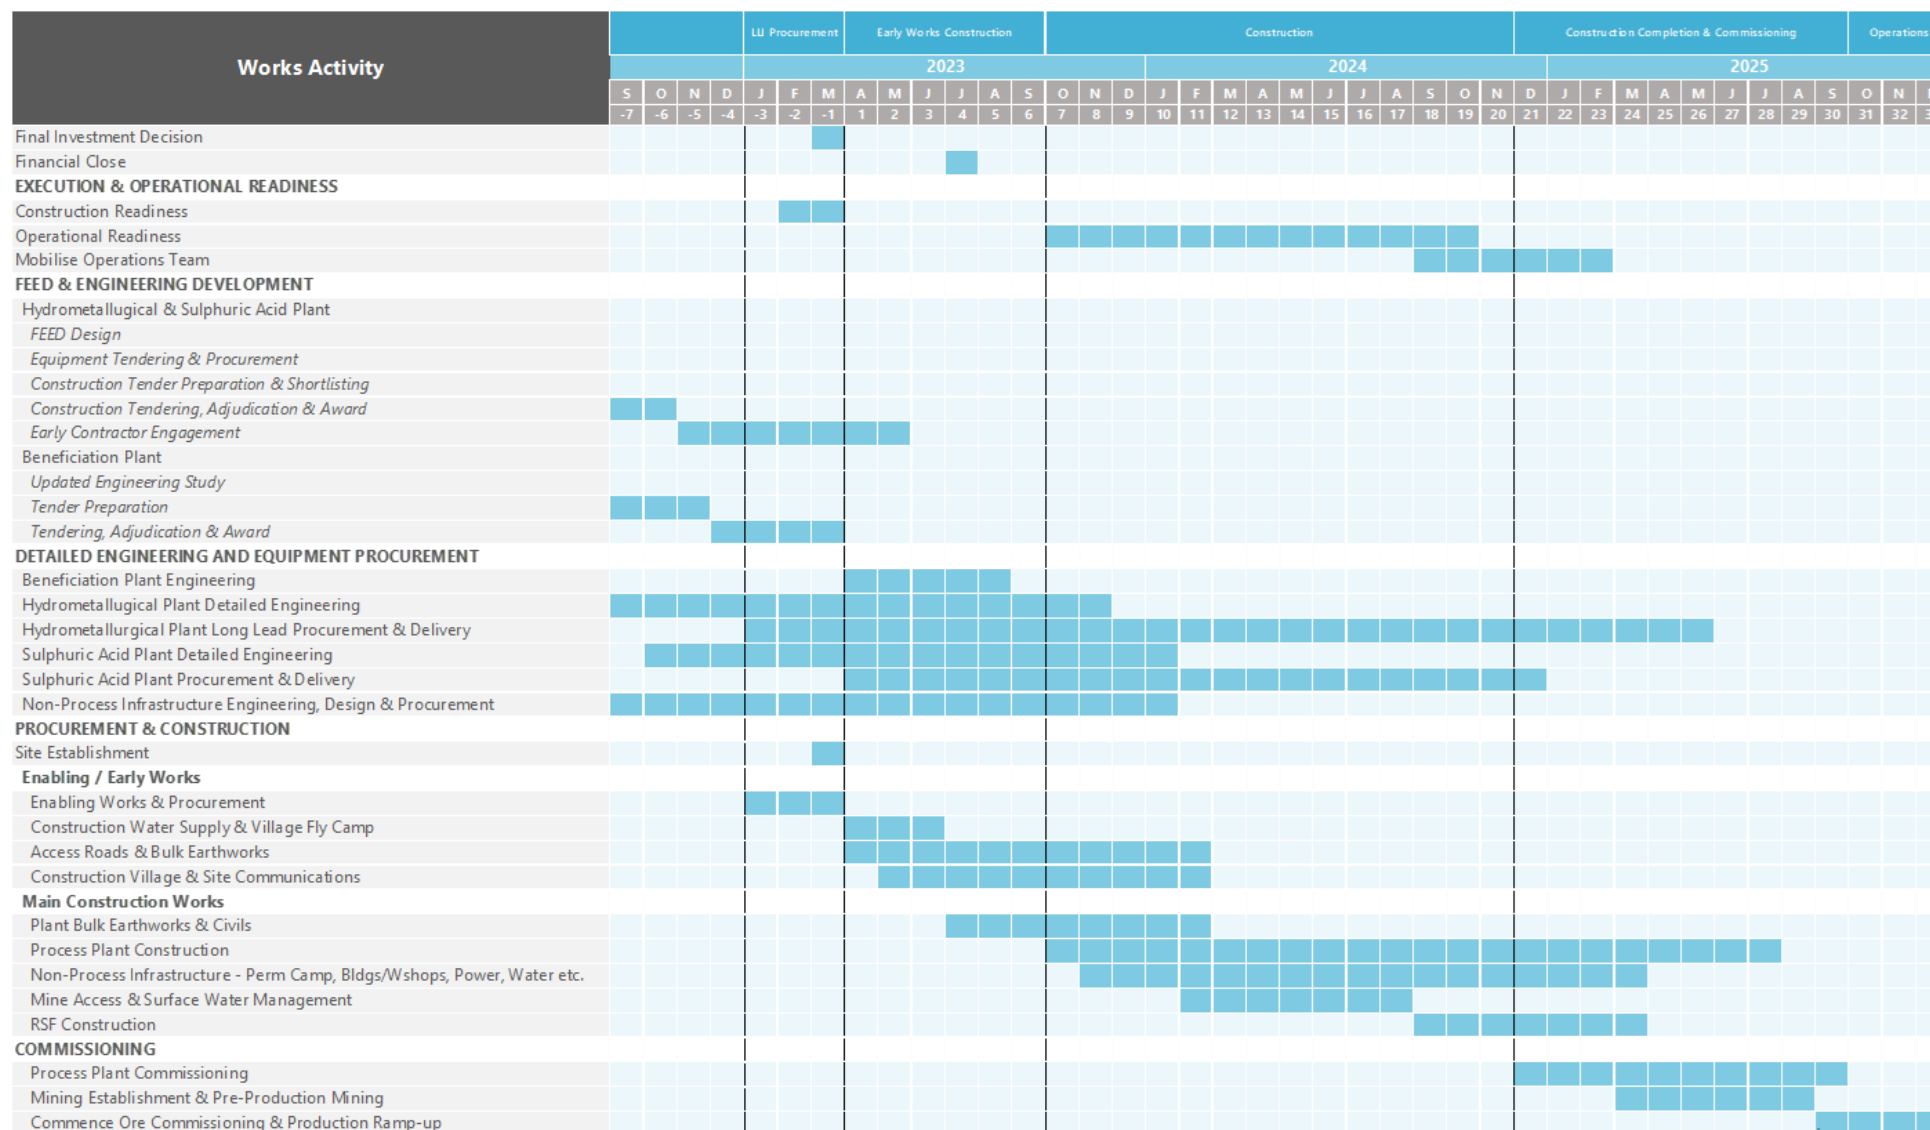 Works Activity
LLI Procurement Early Works Construction Construction Construction Completion & Commissioning Operations
2023 2024 2025
S O N D J F M A M J J A S O N D J F M A M J J A S O N D J F M A M J J A S O N
-7 -6 -5 -4 -3 -2 -1 1 2 3 4 5 6 7 8 9 10 11 12 13 14 15 16 17 18 19 20 21 22 23 24 25 26 27 28 29 30 31 32
Final Investment Decision
Financial Close
EXECUTION & OPERATIONAL READINESS
Construction Readiness
Operational Readiness
Mobilise Operations Team
FEED & ENGINEERING DEVELOPMENT
Hydrometallugical & Sulphuric Acid Plant
FEED Design
Equipment Tendering & Procurement
Construction Tender Preparation & Shortlisting
Construction Tendering, Adjudication & Award
Early Contractor Engagement
Beneficiation Plant
Updated Engineering Study
Tender Preparation
Tendering, Adjudication & Award
DETAILED ENGINEERING AND EQUIPMENT PROCUREMENT
Beneficiation Plant Engineering
Hydrometallugical Plant Detailed Engineering
Hydrometallurgical Plant Long Lead Procurement & Delivery
Sulphuric Acid Plant Detailed Engineering
Sulphuric Acid Plant Procurement & Delivery
Non-Process Infrastructure Engineering, Design & Procurement
PROCUREMENT & CONSTRUCTION
Site Establishment
Enabling / Early Works
Enabling Works & Procurement
Construction Water Supply & Village Fly Camp
Access Roads & Bulk Earthworks
Construction Village & Site Communications
Main Construction Works
Plant Bulk Earthworks & Civils
Process Plant Construction
Non-Process Infrastructure - Perm Camp, Bldgs/Wshops, Power, Water etc.
Mine Access & Surface Water Management
RSF Construction
COMMISSIONING
Process Plant Commissioning
Mining Establishment & Pre-Production Mining
Commence Ore Commissioning & Production Ramp-up